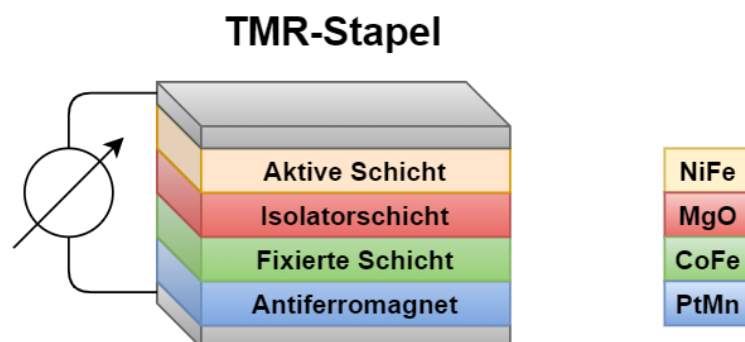 TMR-Stapel
Aktive Schicht
Isolatorschicht
Fixierte Schicht
Antiferromagnet
NiFe
MgO
CoFe
PtMn